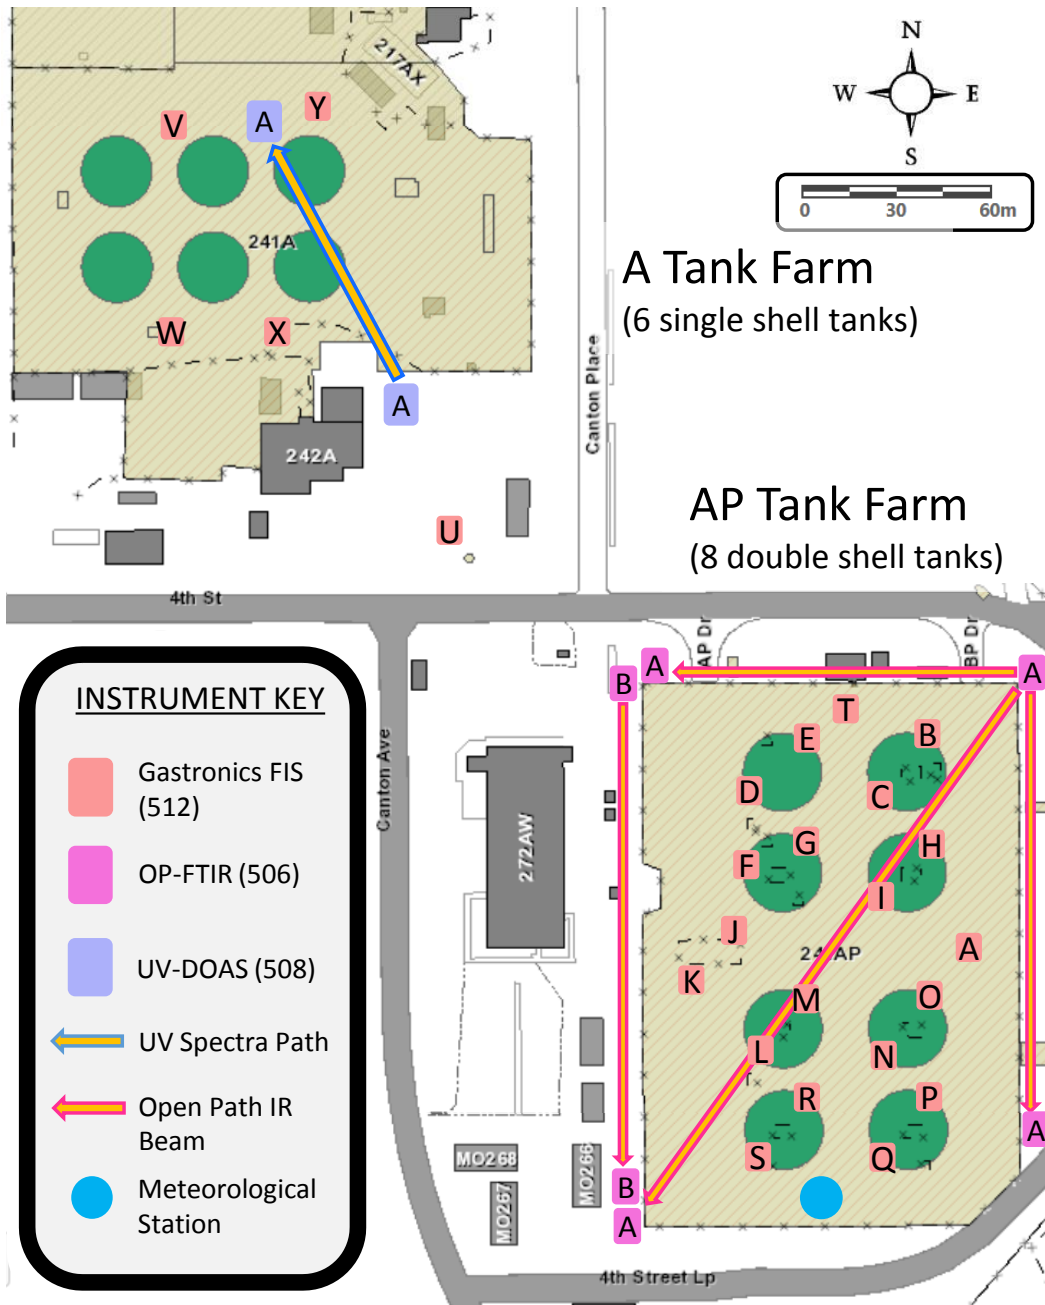 217AX
N
W E
S
0 30 60m
V
A
Y
241A
A Tank Farm
(6 single shell tanks)
W
X
A
Canton Place
242A
U
AP Tank Farm
(8 double shell tanks)
4th St
AP Dr
BP Dr
INSTRUMENT KEY
Gastronics FIS
(512)
OP-FTIR (506)
UV-DOAS (508)
UV Spectra Path
Open Path IR
Beam
Meteorological
Station
Canton Ave
272AW
MO268
MO267
MO266
4th Street Lp
B
A
A
T
E
B
D
C
G
H
F
I
J
A
K
241AP
M
O
L
N
R
P
S
Q
A
B
A